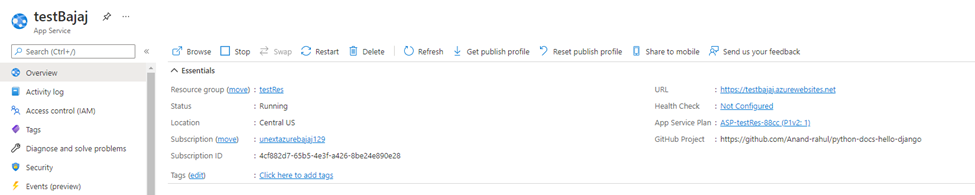 testBajaj
App Service
Search (Ctrl+/)
Overview
Activity log
Access control (IAM)
Tags
Diagnose and solve problems
Security
Events (preview)
Browse Stop Swap Restart Delete Refresh Get publish profile Reset publish profile Share to mobile Send us your feedback
Essentials
Resource group (move) : testRes
Status : Running
Location : Central US
Subscription (move) : unextazurebajaj129
Subscription ID : 4cf882d7-65b5-4e3f-a426-8be24e890e28
Tags (edit) : Click here to add tags
URL : https://testbajaj.azurewebsites.net
Health Check : Not Configured
App Service Plan : ASP-testRes-88cc (P1v2: 1)
GitHub Project : https://github.com/Anand-rahul/python-docs-hello-django